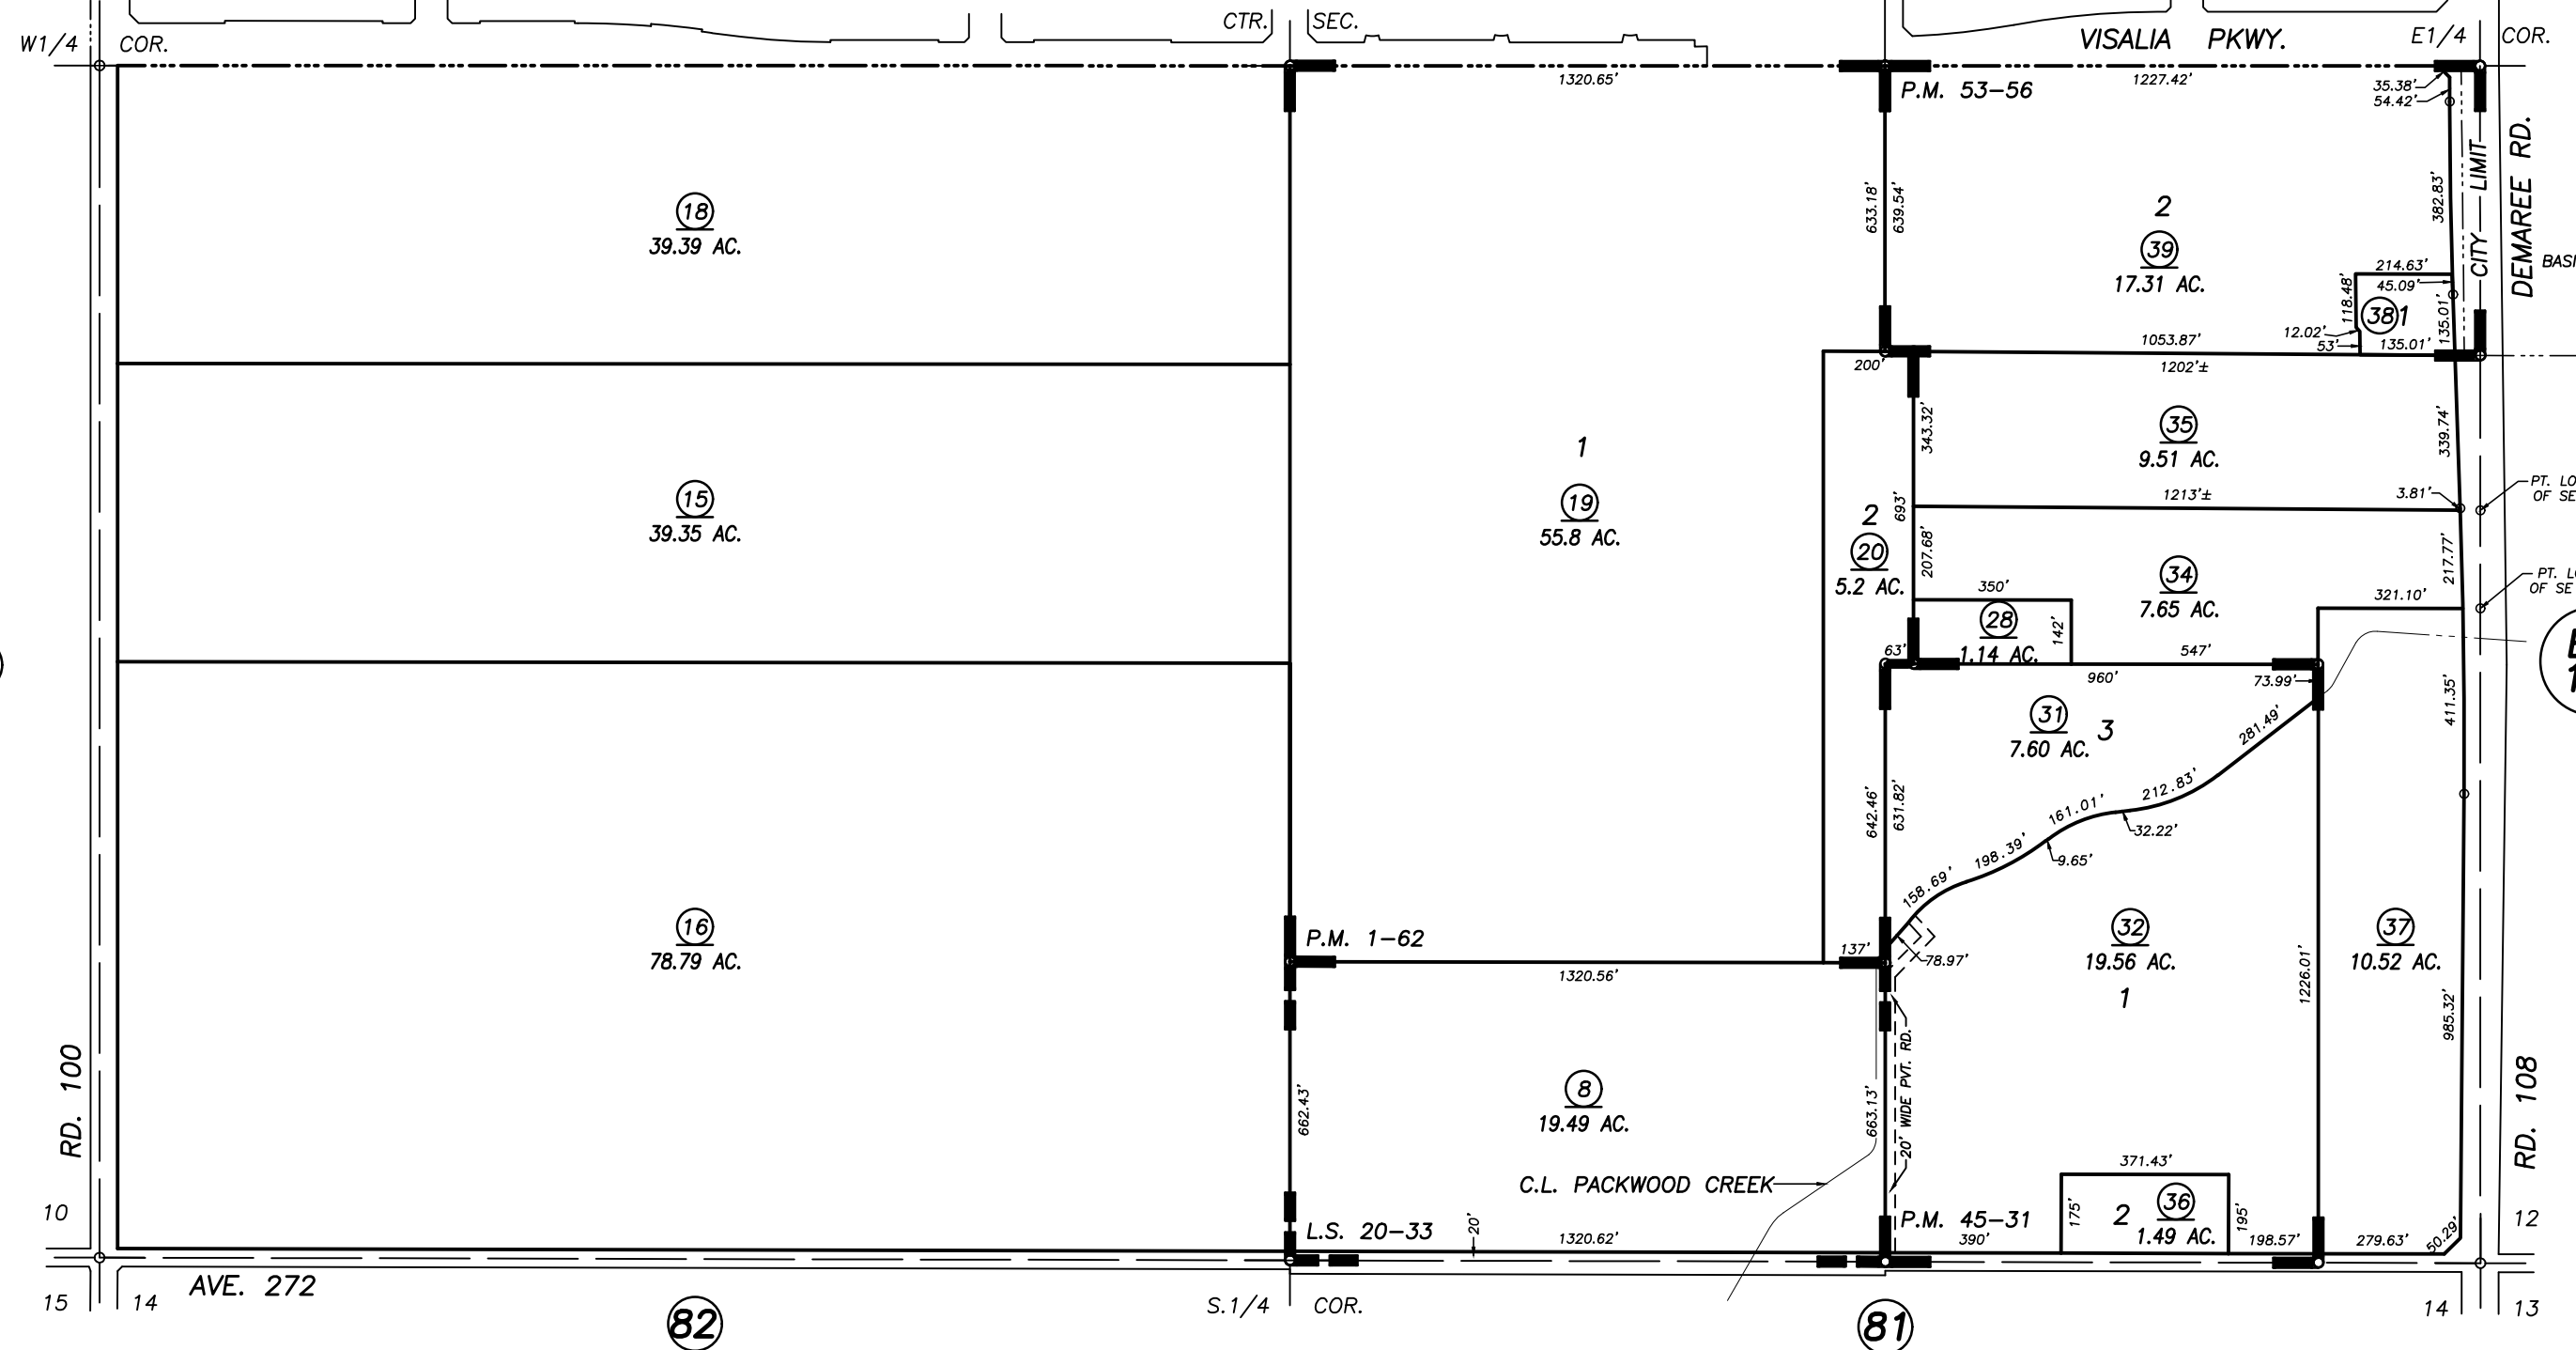 CTR. SEC.
W1/4 COR.
VISALIA PKWY.
E1/4 COR.
1320.65'
1227.42'
P.M. 53-56
35.38'
54.42'
CITY LIMIT
DEMAREE RD.
18
39.39 AC.
633.18'
639.54'
2
39
17.31 AC.
382.83'
214.63'
45.09'
118.48'
38 1
135.01'
12.02'
53'
135.01'
1053.87'
200'
1202'±
15
39.35 AC.
1
19
55.8 AC.
343.32'
35
9.51 AC.
339.74'
693'
1213'±
3.81'
2
20
5.2 AC.
207.68'
34
7.65 AC.
217.77'
350'
28
1.14 AC.
142'
321.10'
63'
547'
960'
73.99'
31
7.60 AC.
3
411.35'
281.49'
212.83'
161.01'
32.22'
198.39'
9.65'
158.69'
78.97'
642.46'
631.82'
16
78.79 AC.
P.M. 1-62
137'
1320.56'
32
19.56 AC.
1
37
10.52 AC.
1226.01'
985.32'
RD. 100
662.43'
8
19.49 AC.
663.13'
20' WIDE PVT. RD.
RD. 108
C.L. PACKWOOD CREEK
371.43'
175'
2
36
1.49 AC.
195'
10
12
L.S. 20-33
20'
1320.62'
P.M. 45-31
390'
198.57'
279.63'
50.29'
AVE. 272
15 14
S.1/4 COR.
14 13
82
81
PT.
OF SE
PT.
OF SE